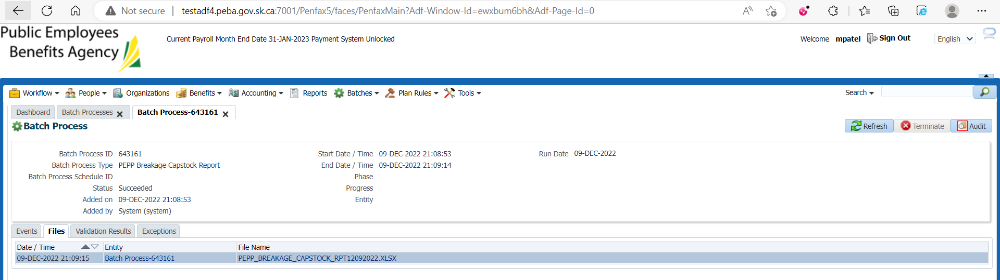 Not secure testadf4.peba.gov.sk.ca:7001/Penfax5/faces/PenfaxMain?Adf-Window-Id=ewxbum6bh&Adf-Page-Id=0
Public Employees
Benefits Agency
Current Payroll Month End Date 31-JAN-2023 Payment System Unlocked
Welcome mpatel Sign Out English
Workflow People Organizations Benefits Accounting Reports Batches Plan Rules Tools Search
Dashboard Batch Processes Batch Process-643161
Batch Process Refresh Terminate Audit
Batch Process ID 643161 Start Date / Time 09-DEC-2022 21:08:53 Run Date 09-DEC-2022
Batch Process Type PEPP Breakage Capstock Report End Date / Time 09-DEC-2022 21:09:14
Batch Process Schedule ID Phase
Status Succeeded Progress
Added on 09-DEC-2022 21:08:53 Entity
Added by System (system)
Events Files Validation Results Exceptions
Date / Time Entity File Name
09-DEC-2022 21:09:15 Batch Process-643161 PEPP_BREAKAGE_CAPSTOCK_RPT12092022.XLSX